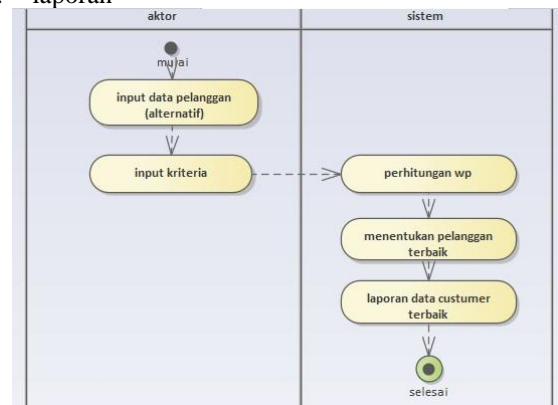 laporan
aktor
sistem
mulai
input data pelanggan
(alternatif)
input kriteria
perhitungan wp
menentukan pelanggan
terbaik
laporan data custumer
terbaik
selesai